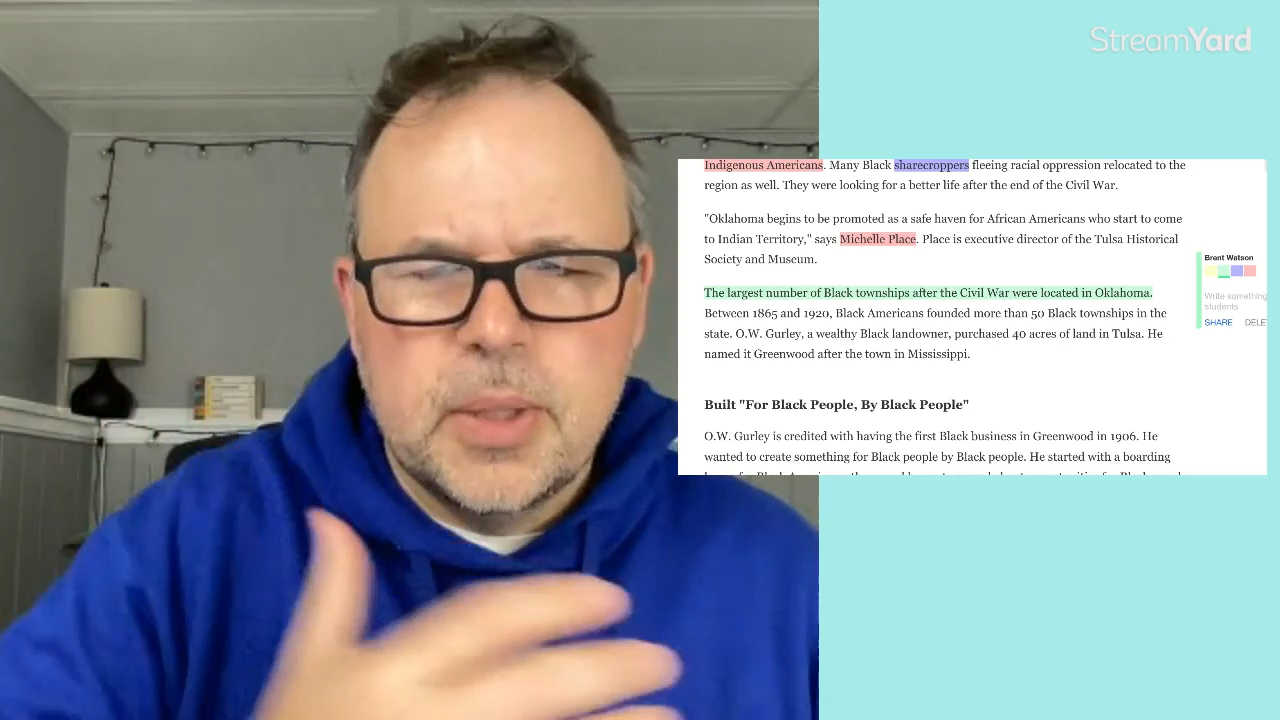 StreamYard
Indigenous Americans. Many Black sharecroppers fleeing racial oppression relocated to the
region as well. They were looking for a better life after the end of the Civil War.
"Oklahoma begins to be promoted as a safe haven for African Americans who start to come
to Indian Territory," says Michelle Place. Place is executive director of the Tulsa Historical
Society and Museum.
The largest number of Black townships after the Civil War were located in Oklahoma.
Between 1865 and 1920, Black Americans founded more than 50 Black townships in the
state. O.W. Gurley, a wealthy Black landowner, purchased 40 acres of land in Tulsa. He
named it Greenwood after the town in Mississippi.
Built "For Black People, By Black People"
O.W. Gurley is credited with having the first Black business in Greenwood in 1906. He
wanted to create something for Black people by Black people. He started with a boarding
Brent Watson
Write something
students
SHARE DELE